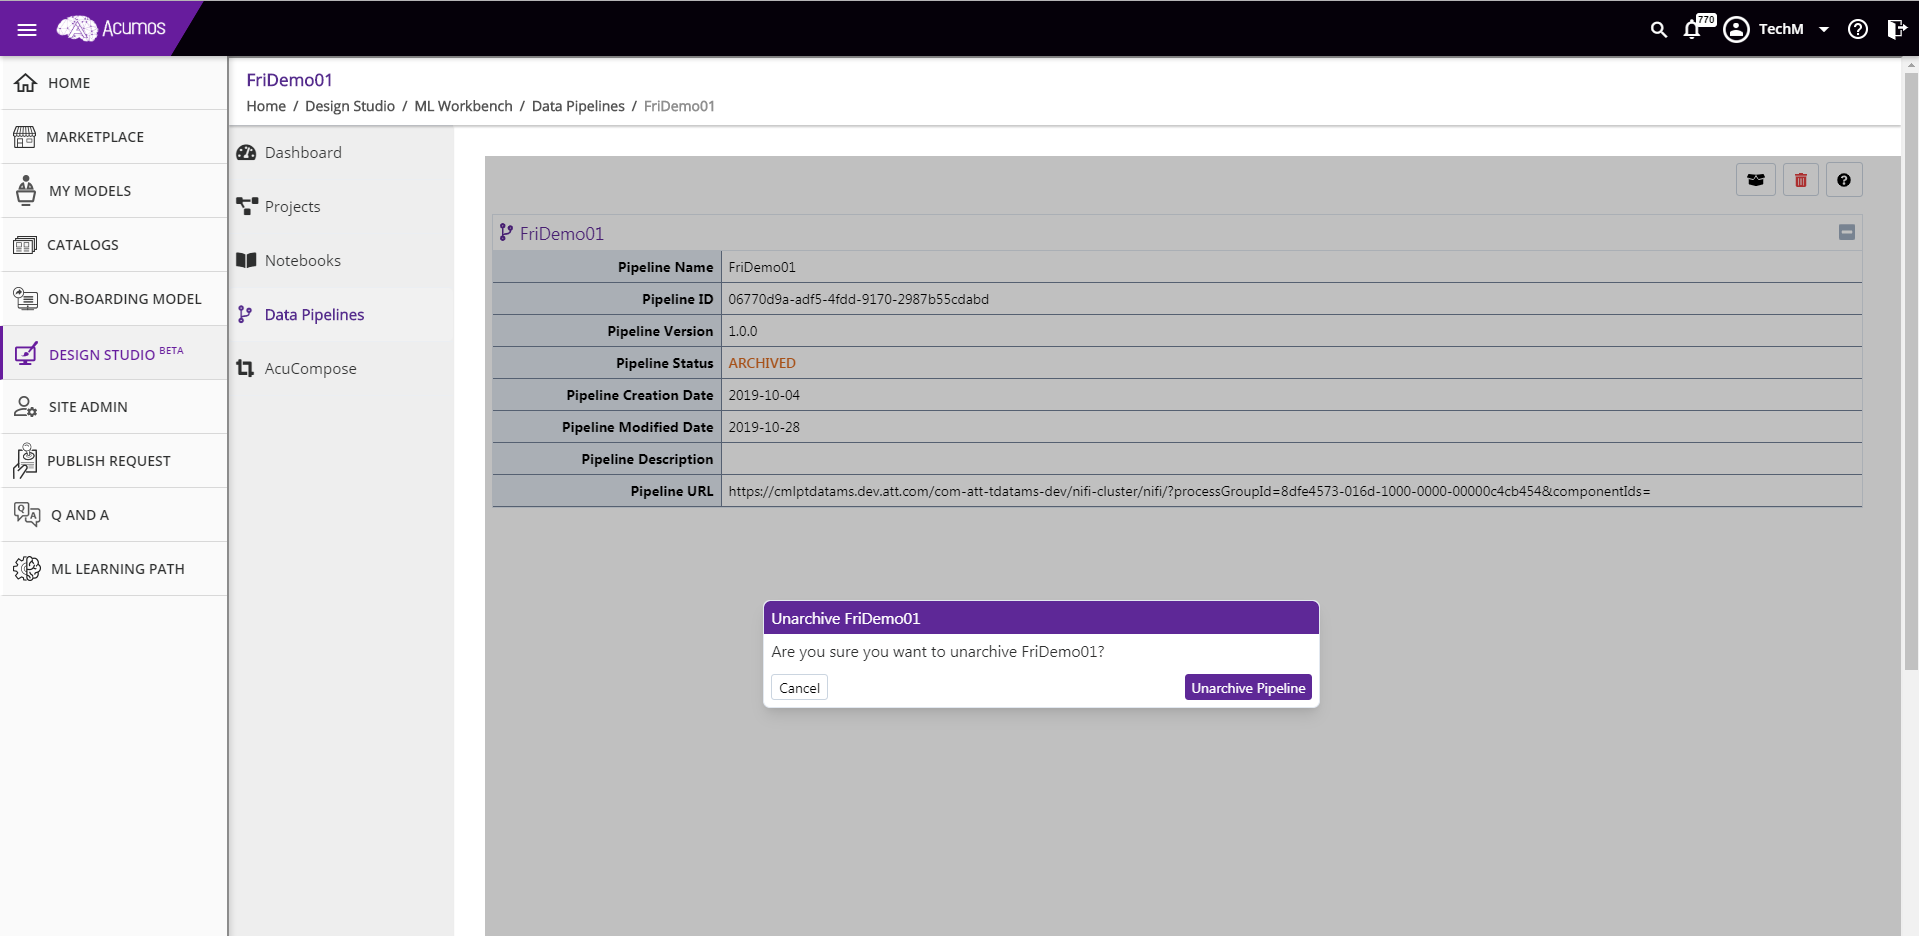 Acumos
770
TechM
HOME
MARKETPLACE
MY MODELS
CATALOGS
ON-BOARDING MODEL
DESIGN STUDIO BETA
SITE ADMIN
PUBLISH REQUEST
Q AND A
ML LEARNING PATH
FriDemo01
Home / Design Studio / ML Workbench / Data Pipelines / FriDemo01
Dashboard
Projects
Notebooks
Data Pipelines
AcuCompose
FriDemo01
Pipeline Name FriDemo01
Pipeline ID 06770d9a-adf5-4fdd-9170-2987b55cdabd
Pipeline Version 1.0.0
Pipeline Status ARCHIVED
Pipeline Creation Date 2019-10-04
Pipeline Modified Date 2019-10-28
Pipeline Description
Pipeline URL https://cmlptdatams.dev.att.com/com-att-tdatams-dev/nifi-cluster/nifi/?processGroupId=8dfe4573-016d-1000-0000-00000c4cb454&componentIds=
Unarchive FriDemo01
Are you sure you want to unarchive FriDemo01?
Cancel
Unarchive Pipeline